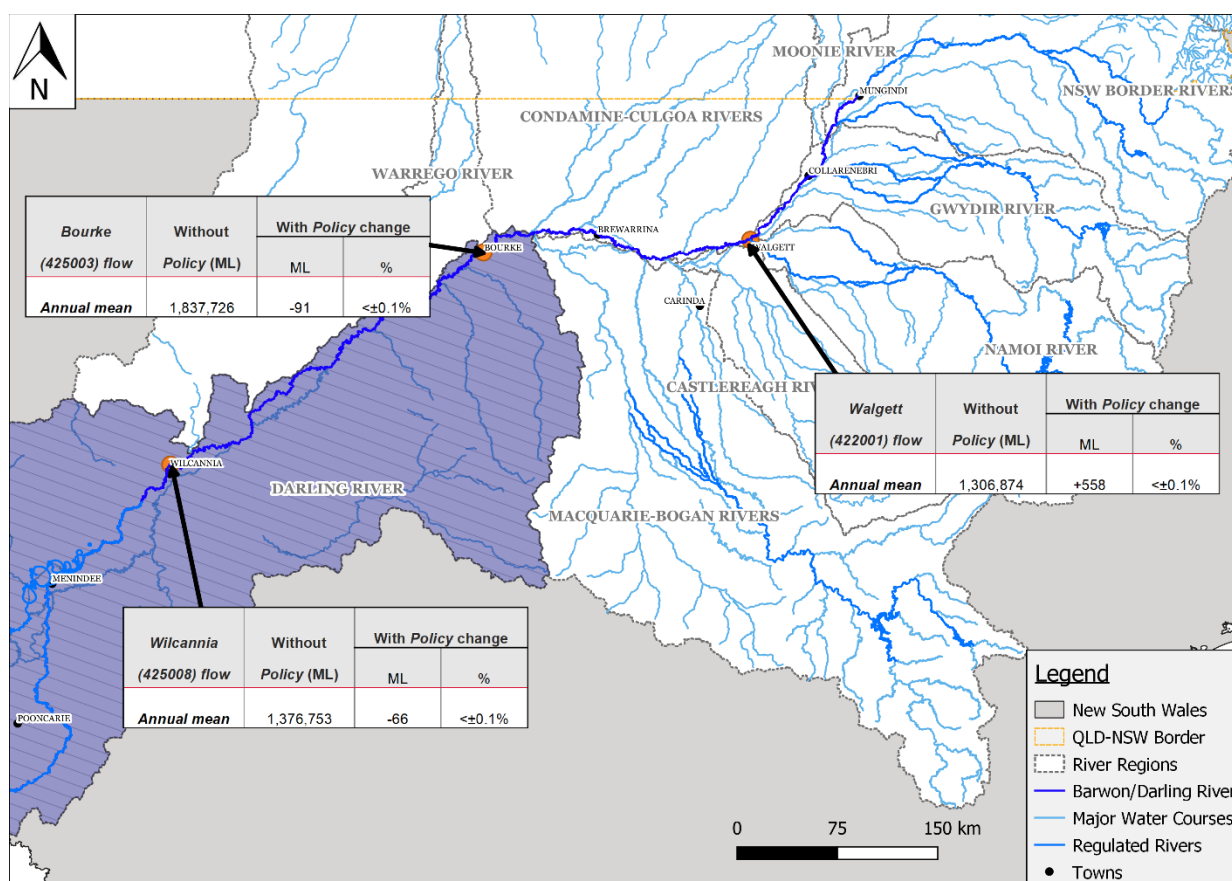 N
MOONIE RIVER
MUNGINDI
NSW BORDER RIVERS
CONDAMINE-CULGOA RIVERS
WARREGO RIVER
COLLARENEBRI
GWYDIR RIVER
BREWARRINA
BOURKE
WALGETT
CARINDA
NAMOI RIVER
CASTLEREAGH RIV
Bourke
(425003) flow
Without
Policy (ML)
With Policy change
ML
%
Annual mean 1,837,726 -91 <±0.1%
Walgett
(422001) flow
Without
Policy (ML)
With Policy change
ML
%
Annual mean 1,306,874 +558 <±0.1%
WILCANNIA
DARLING RIVER
MACQUARIE-BOGAN RIVERS
MENINDEE
POONCARIE
Wilcannia
(425008) flow
Without
Policy (ML)
With Policy change
ML
%
Annual mean 1,376,753 -66 <±0.1%
0 75 150 km
Legend
New South Wales
QLD-NSW Border
River Regions
Barwon/Darling River
Major Water Courses
Regulated Rivers
Towns